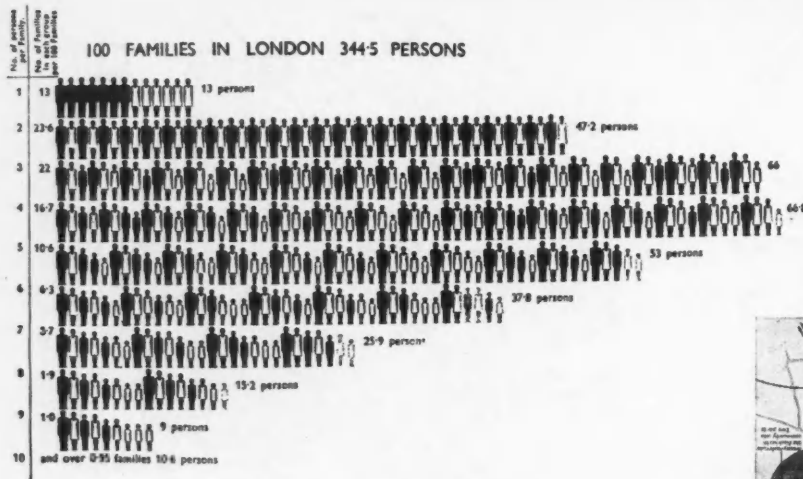 No. of persons per Family.
No. of Families in each group per 100 Families
100 FAMILIES IN LONDON 344·5 PERSONS
1 13 13 persons
2 23·6 47·2 persons
3 22 66
4 16·7 66·8
5 10·6 53 persons
6 6·3 37·8 persons
7 3·7 25·9 persons
8 1·9 15·2 persons
9 1·0 9 persons
10 and over 0·95 families 10·6 persons